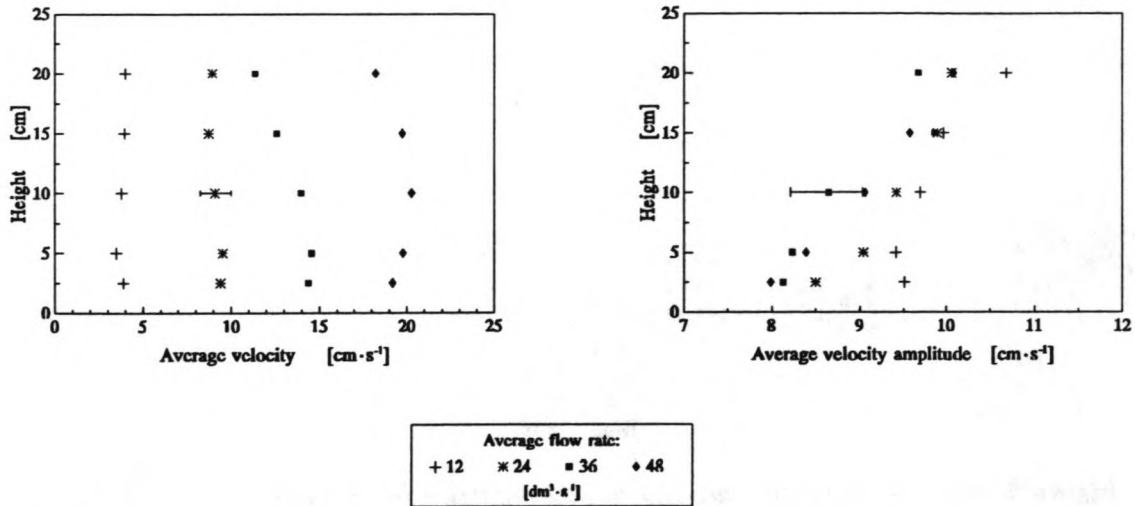 25
20
15
10
5
0
Height [cm]
0 5 10 15 20 25
Average velocity [cm·s⁻¹]
25
20
15
10
5
0
Height [cm]
7 8 9 10 11 12
Average velocity amplitude [cm·s⁻¹]
Average flow rate:
+ 12 ✳ 24 ■ 36 ♦ 48
[dm³·s⁻¹]